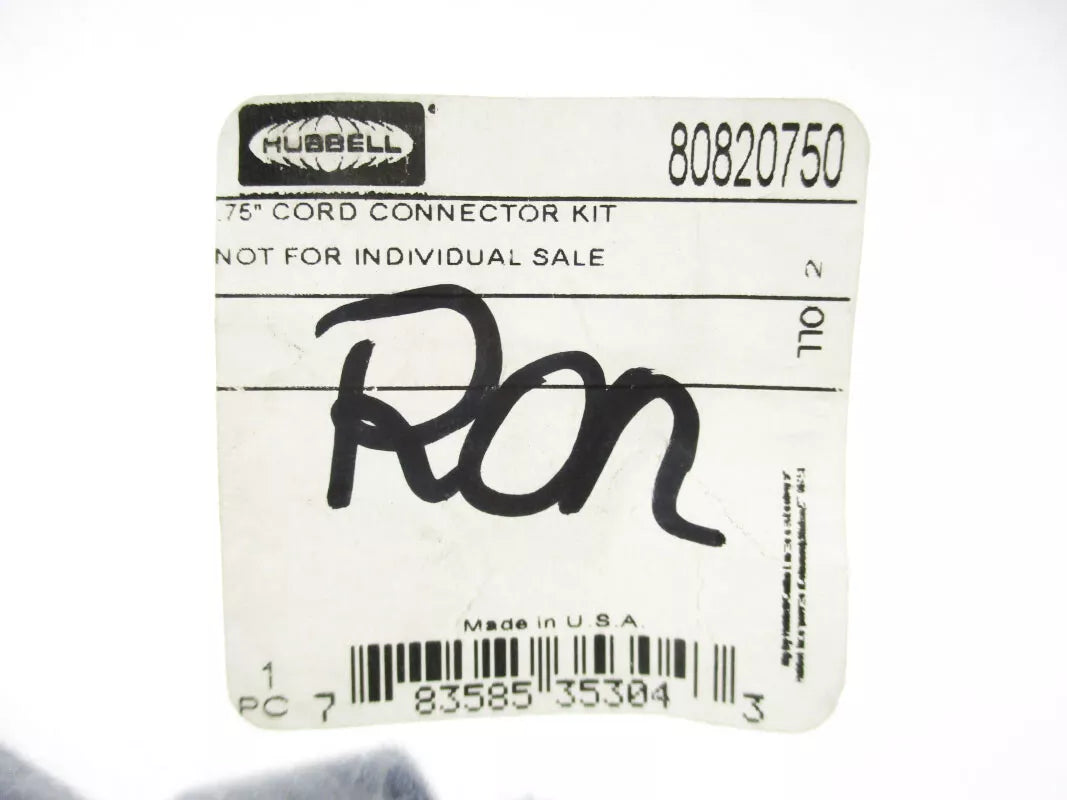 HUBBELL
80820750
.75" CORD CONNECTOR KIT
NOT FOR INDIVIDUAL SALE
2
OLL
Ron
Made in U.S.A.
1
PC
7 83585 35304 3